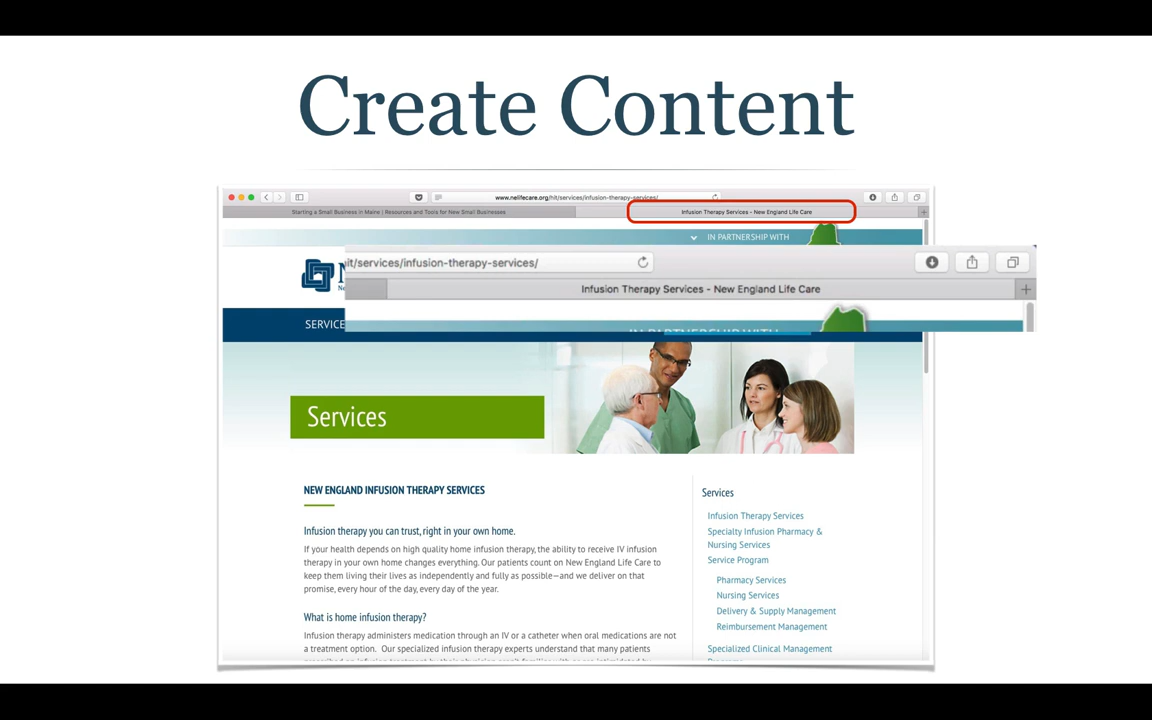 Create Content
www.nelifecare.org/hit/services/infusion-therapy-services/
Starting a Small Business in Maine | Resources and Tools for New Small Businesses
Infusion Therapy Services - New England Life Care
IN PARTNERSHIP WITH
it/services/infusion-therapy-services/
Infusion Therapy Services - New England Life Care
IN PARTNERSHIP WITH
SERVICE
Services
NEW ENGLAND INFUSION THERAPY SERVICES
Infusion therapy you can trust, right in your own home.
If your health depends on high quality home infusion therapy, the ability to receive IV infusion
therapy in your own home changes everything. Our patients count on New England Life Care to
keep them living their lives as independently and fully as possible—and we deliver on that
promise, every hour of the day, every day of the year.
What is home infusion therapy?
Infusion therapy administers medication through an IV or a catheter when oral medications are not
a treatment option. Our specialized infusion therapy experts understand that many patients
Services
Infusion Therapy Services
Specialty Infusion Pharmacy &
Nursing Services
Service Program
Pharmacy Services
Nursing Services
Delivery & Supply Management
Reimbursement Management
Specialized Clinical Management